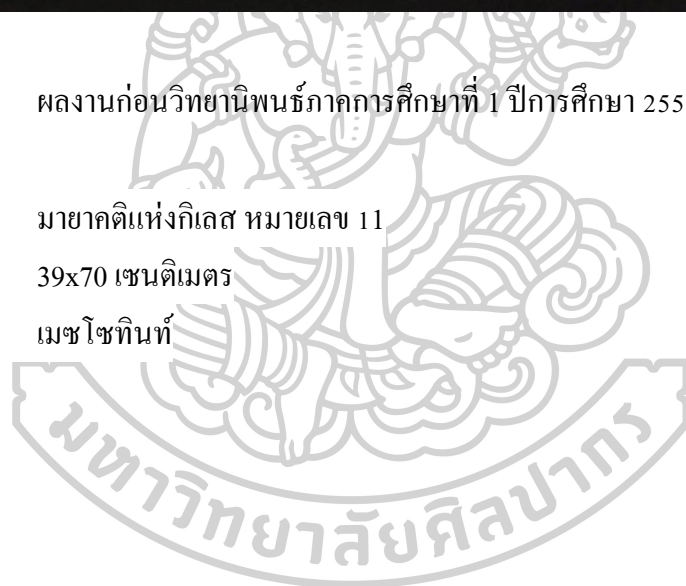 ผลงานก่อนวิทยานิพนธ์ภาคการศึกษาที่ 1 ปีการศึกษา 255
มายาคติแห่งกิเลส หมายเลข 11
39x70 เซนติเมตร
เมซโซทินท์
มหาวิทยาลัยศิลปากร